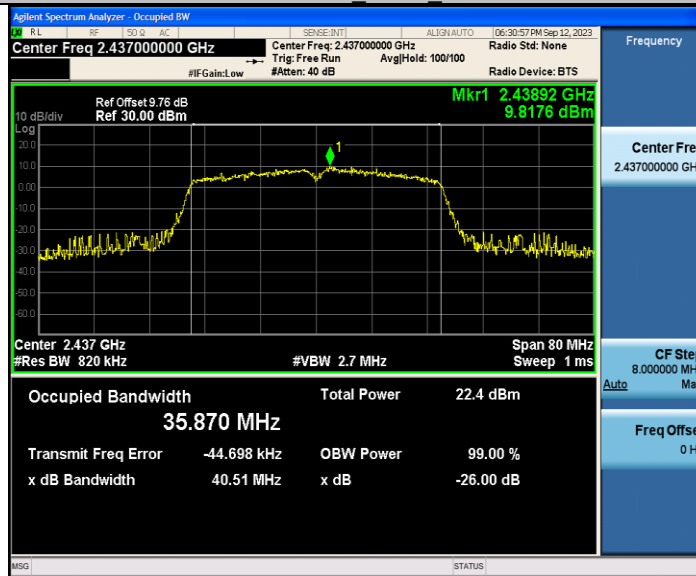 Agilent Spectrum Analyzer - Occupied BW
RL RF 50 Ω AC SENSE:INT ALIGN AUTO 06:30:57 PM Sep 12, 2023
Center Freq 2.437000000 GHz
Center Freq: 2.437000000 GHz Radio Std: None
Trig: Free Run Avg|Hold: 100/100
#IFGain:Low #Atten: 40 dB Radio Device: BTS
Frequency
Ref Offset 9.76 dB
Mkr1 2.43892 GHz
10 dB/div Ref 30.00 dBm 9.8176 dBm
Log
20.0
10.0
0.00
-10.0
-20.0
-30.0
-40.0
-50.0
-60.0
1
Center Fre
2.437000000 GH
Center 2.437 GHz Span 80 MHz
#Res BW 820 kHz #VBW 2.7 MHz Sweep 1 ms
CF Ste
8.000000 MH
Auto Ma
Occupied Bandwidth Total Power 22.4 dBm
35.870 MHz
Transmit Freq Error -44.698 kHz OBW Power 99.00 %
x dB Bandwidth 40.51 MHz x dB -26.00 dB
Freq Offse
0 H
MSG STATUS